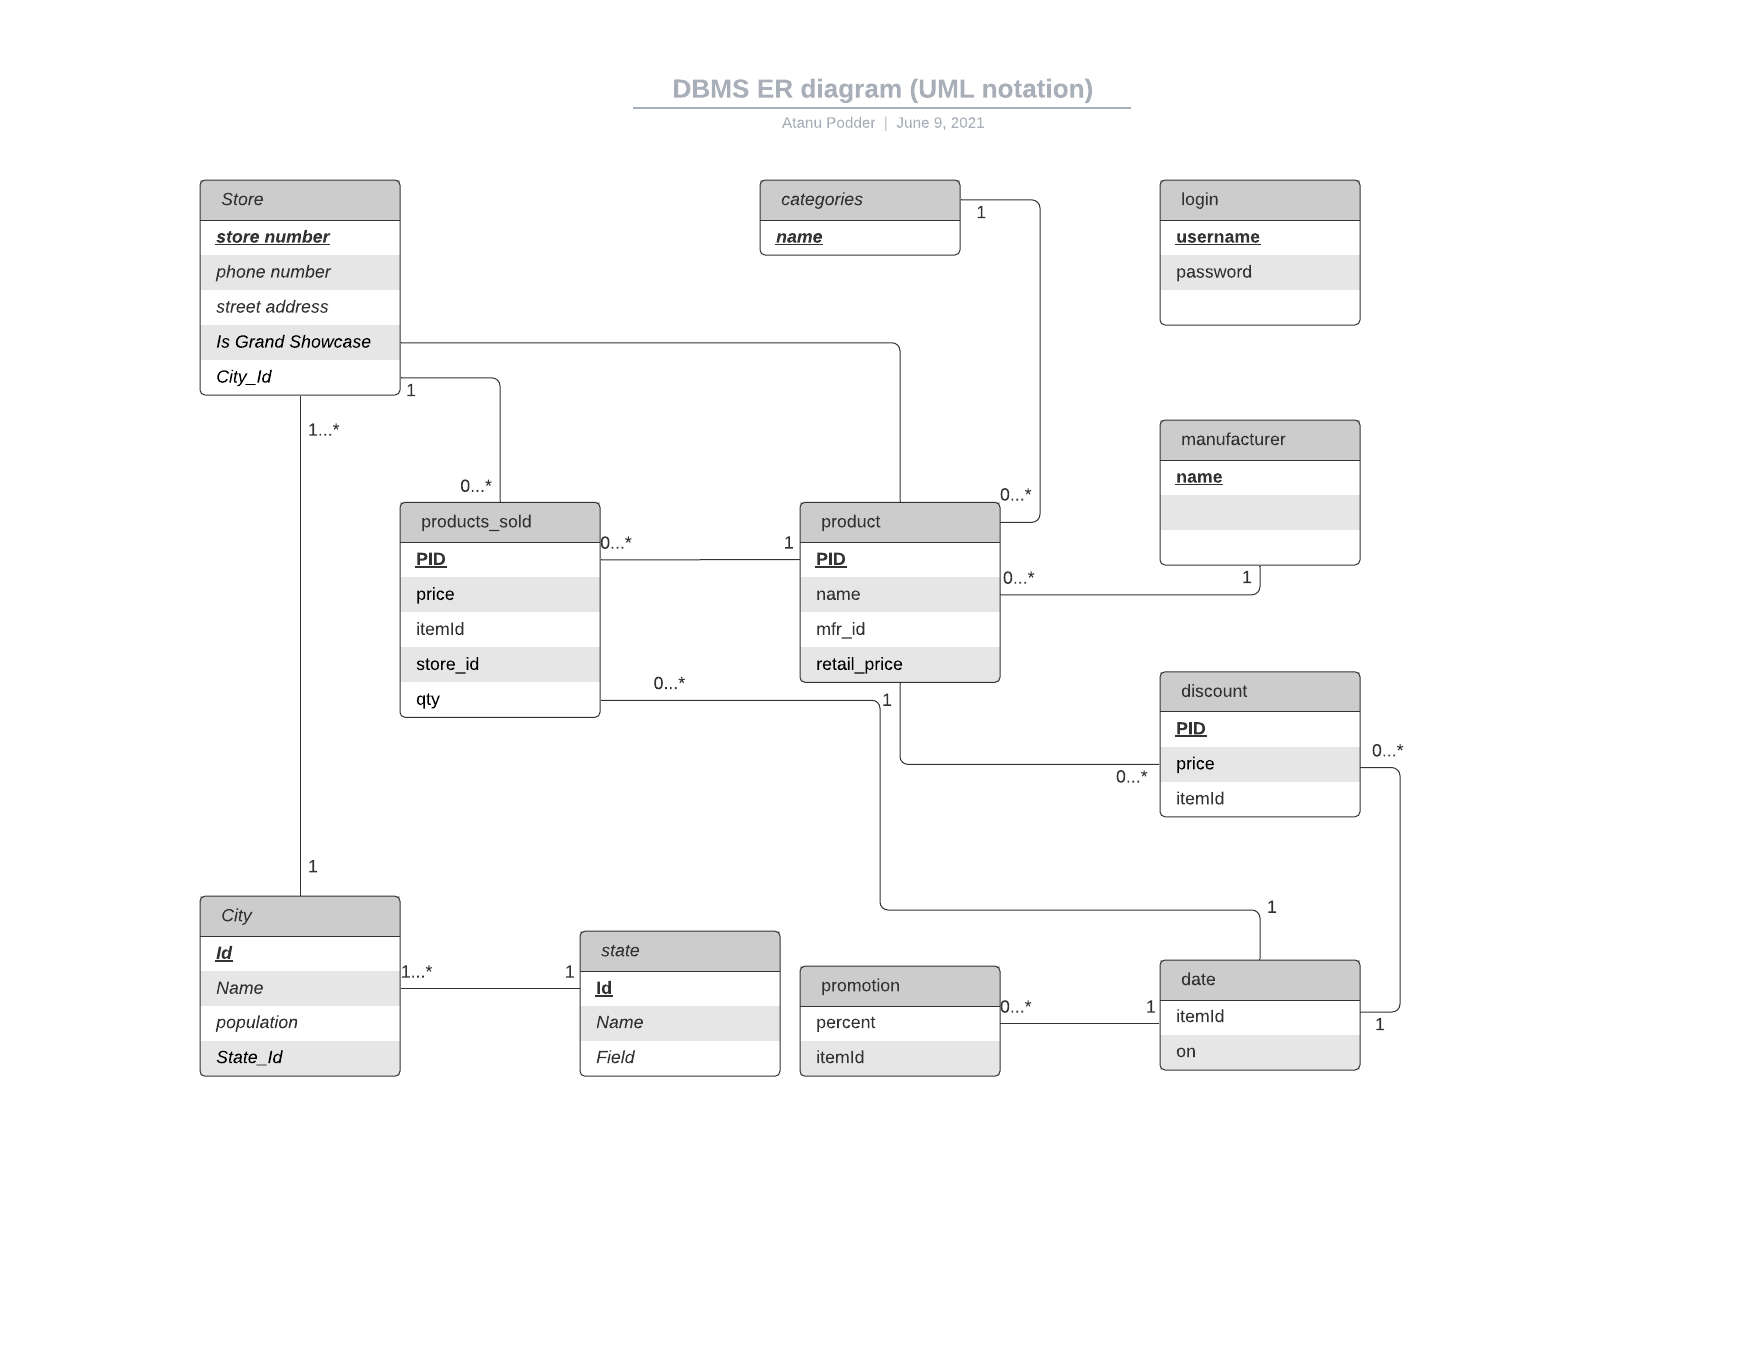 DBMS ER diagram (UML notation)
Atanu Podder | June 9, 2021
Store
store number
phone number
street address
Is Grand Showcase
City_Id
1
1...*
categories
name
1
login
username
password
manufacturer
name
1
0...*
products_sold
PID
price
itemId
store_id
qty
0...*
1
0...*
product
PID
name
mfr_id
retail_price
0...*
0...*
1
discount
PID
price
itemId
0...*
0...*
1
City
Id
Name
population
State_Id
1...*
1
state
Id
Name
Field
promotion
percent
itemId
0...*
1
1
date
itemId
on
1